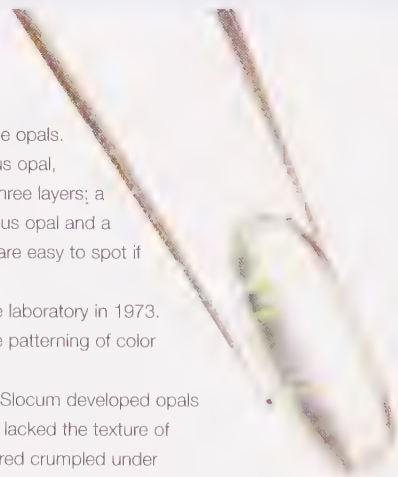 e opals.
us opal,
hree layers: a
us opal and a
are easy to spot if
e laboratory in 1973.
e patterning of color
Slocum developed opals
lacked the texture of
red crumpled under